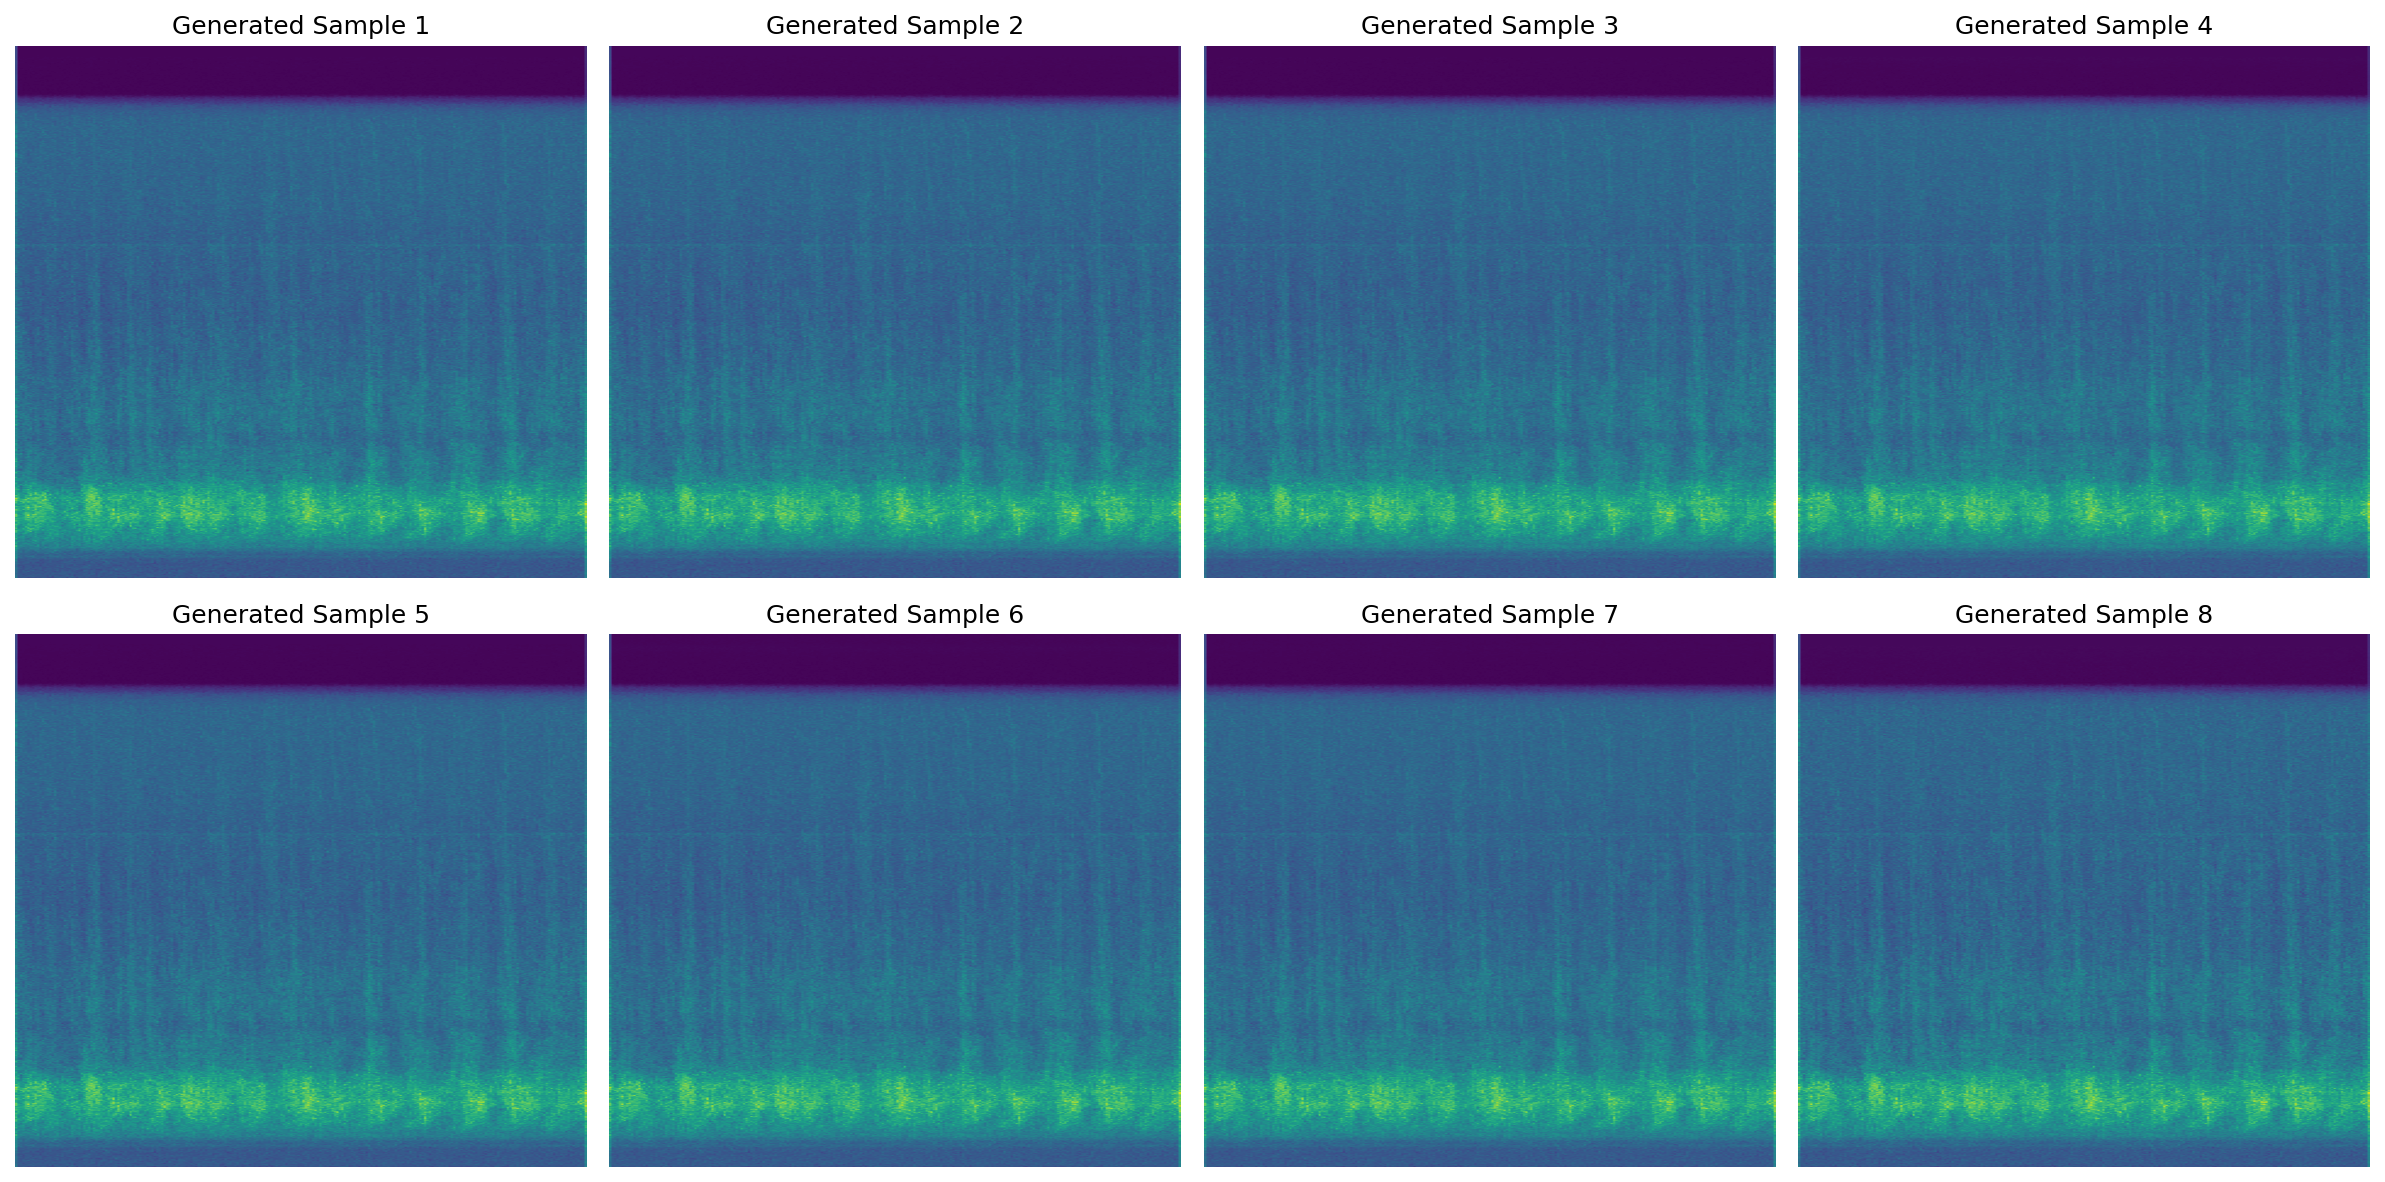 Generated Sample 1
Generated Sample 2
Generated Sample 3
Generated Sample 4
Generated Sample 5
Generated Sample 6
Generated Sample 7
Generated Sample 8